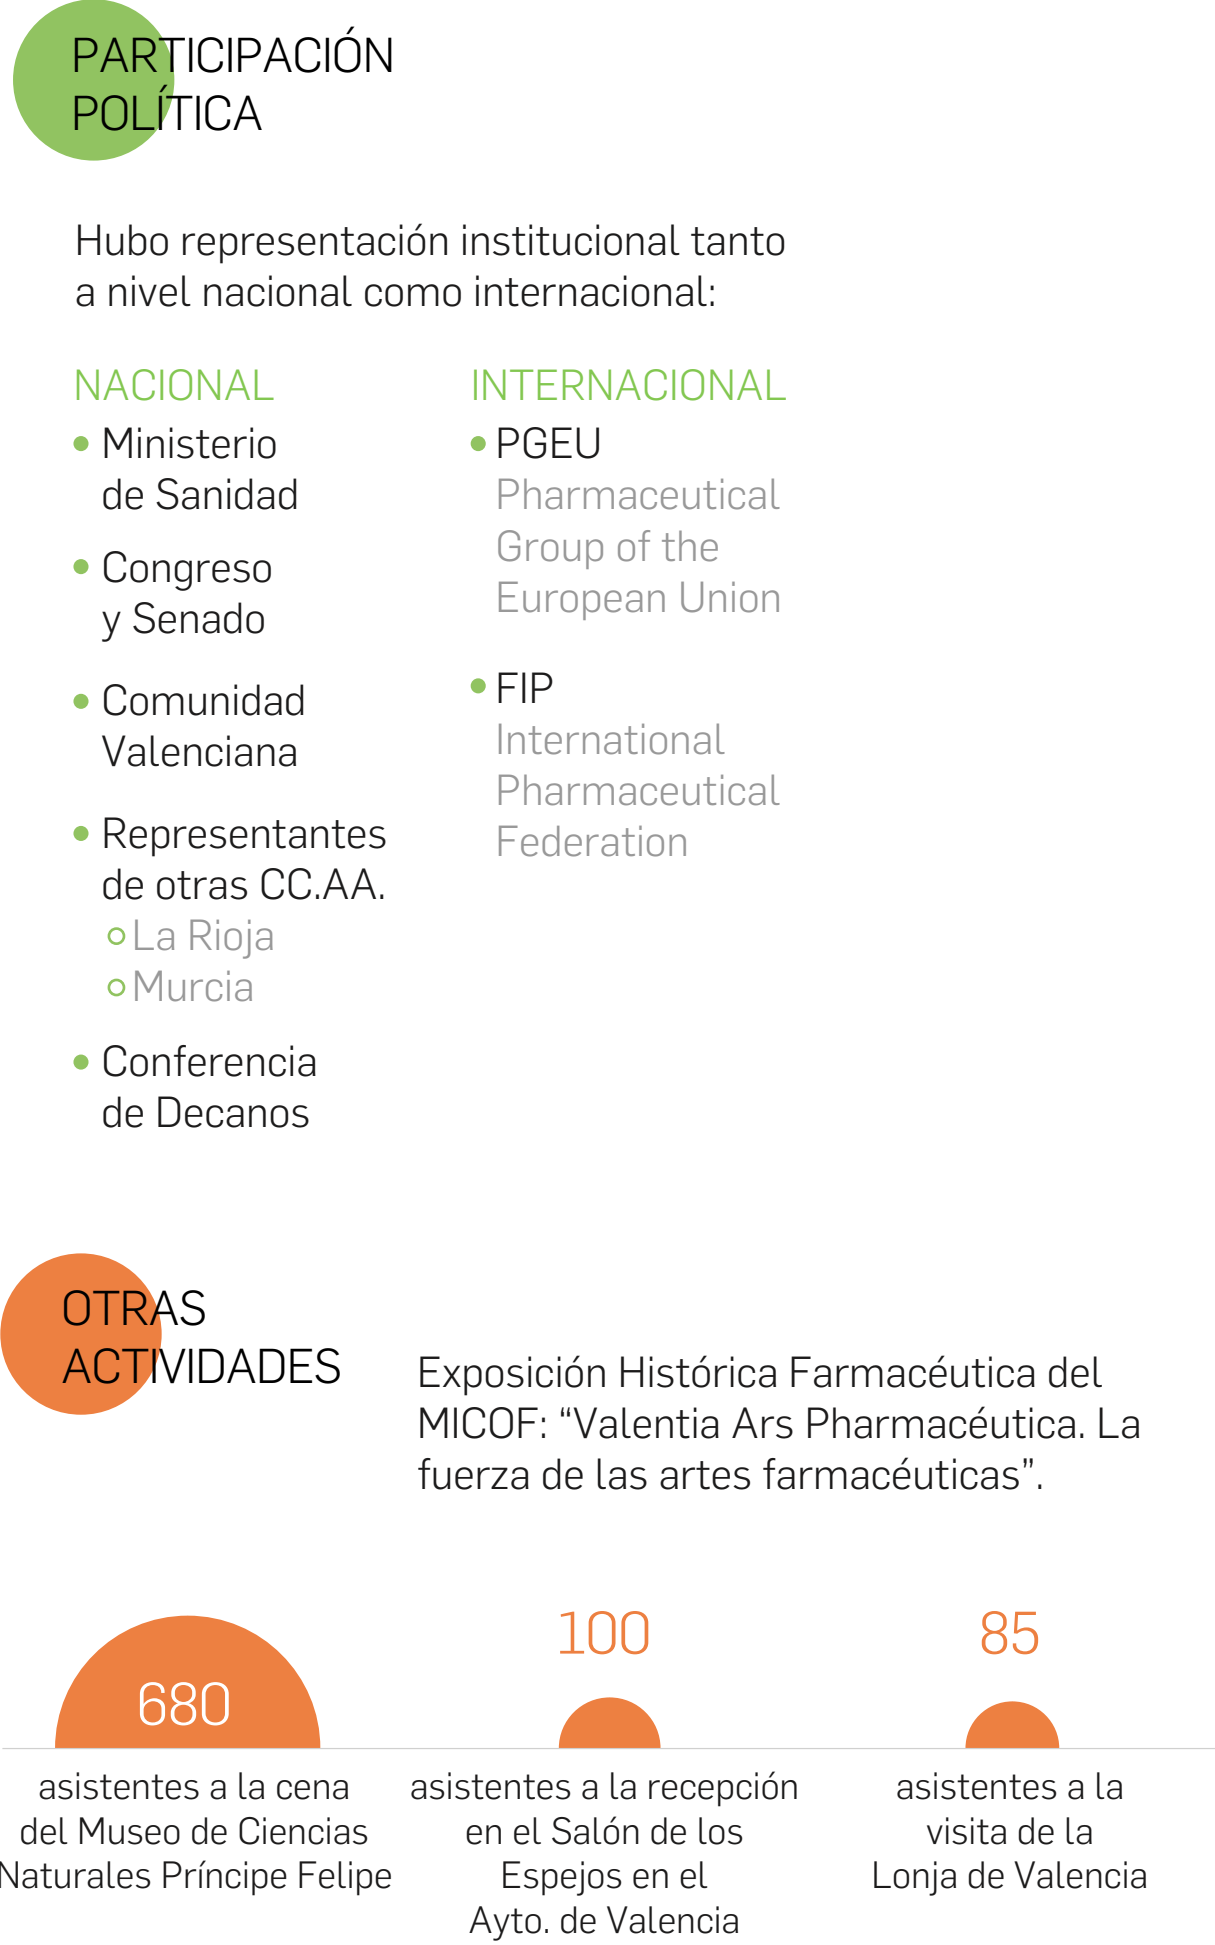 PARTICIPACIÓN
POLÍTICA
Hubo representación institucional tanto
a nivel nacional como internacional:
NACIONAL
Ministerio
de Sanidad
Congreso
y Senado
Comunidad
Valenciana
Representantes
de otras CC.AA.
La Rioja
Murcia
Conferencia
de Decanos
INTERNACIONAL
PGEU
Pharmaceutical
Group of the
European Union
FIP
International
Pharmaceutical
Federation
OTRAS
ACTIVIDADES
Exposición Histórica Farmacéutica del
MICOF: “Valentia Ars Pharmacéutica. La
fuerza de las artes farmacéuticas”.
680
asistentes a la cena
del Museo de Ciencias
Naturales Príncipe Felipe
100
asistentes a la recepción
en el Salón de los
Espejos en el
Ayto. de Valencia
85
asistentes a la
visita de la
Lonja de Valencia